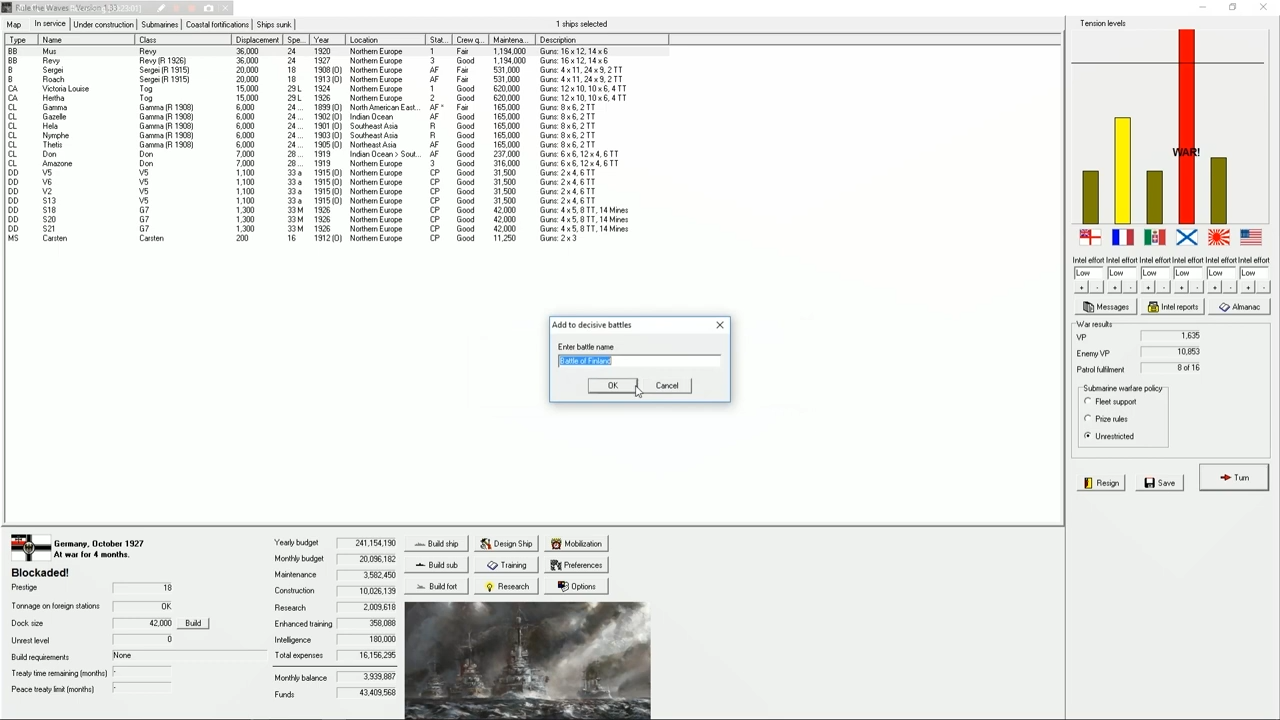 Rule the Waves - Version 1.33
Map In service Under construction Submarines Coastal fortifications Ships sunk 1 ships selected
Type Name Class Displacement Spe... Year Location Stat... Crew q... Maintena... Description
BB Mus Revy 36,000 24 1920 Northern Europe 1 Fair 1,194,000 Guns: 16 x 12, 14 x 6
BB Revy Revy (R 1926) 36,000 24 1927 Northern Europe 3 Good 1,194,000 Guns: 16 x 12, 14 x 6
B Sergei Sergei (R 1915) 20,000 18 1908 (O) Northern Europe AF Fair 531,000 Guns: 4 x 11, 24 x 9, 2 TT
B Roach Sergei (R 1915) 20,000 18 1913 (O) Northern Europe AF Fair 531,000 Guns: 4 x 11, 24 x 9, 2 TT
CA Victoria Louise Tog 15,000 29 L 1924 Northern Europe 1 Good 620,000 Guns: 12 x 10, 10 x 6, 4 TT
CA Hertha Tog 15,000 29 L 1926 Northern Europe 2 Good 620,000 Guns: 12 x 10, 10 x 6, 4 TT
CL Gamma Gamma (R 1908) 6,000 24 ... 1899 (O) North American East... AF * Fair 165,000 Guns: 8 x 6, 2 TT
CL Gazelle Gamma (R 1908) 6,000 24 ... 1902 (O) Indian Ocean AF Good 165,000 Guns: 8 x 6, 2 TT
CL Hela Gamma (R 1908) 6,000 24 ... 1901 (O) Southeast Asia R Good 165,000 Guns: 8 x 6, 2 TT
CL Nymphe Gamma (R 1908) 6,000 24 ... 1903 (O) Southeast Asia R Good 165,000 Guns: 8 x 6, 2 TT
CL Thetis Gamma (R 1908) 6,000 24 ... 1905 (O) Northeast Asia AF Good 165,000 Guns: 8 x 6, 2 TT
CL Don Don 7,000 28 ... 1919 Indian Ocean > Sout... AF Good 237,000 Guns: 6 x 6, 12 x 4, 6 TT
CL Amazone Don 7,000 28 ... 1919 Northern Europe 3 Good 316,000 Guns: 6 x 6, 12 x 4, 6 TT
DD V5 V5 1,100 33 a 1915 (O) Northern Europe CP Good 31,500 Guns: 2 x 4, 6 TT
DD V6 V5 1,100 33 a 1915 (O) Northern Europe CP Good 31,500 Guns: 2 x 4, 6 TT
DD V2 V5 1,100 33 a 1915 (O) Northern Europe CP Good 31,500 Guns: 2 x 4, 6 TT
DD S13 V5 1,100 33 a 1915 (O) Northern Europe CP Good 31,500 Guns: 2 x 4, 6 TT
DD S18 G7 1,300 33 M 1926 Northern Europe CP Good 42,000 Guns: 4 x 5, 8 TT, 14 Mines
DD S20 G7 1,300 33 M 1926 Northern Europe CP Good 42,000 Guns: 4 x 5, 8 TT, 14 Mines
DD S21 G7 1,300 33 M 1926 Northern Europe CP Good 42,000 Guns: 4 x 5, 8 TT, 14 Mines
MS Carsten Carsten 200 16 1912 (O) Northern Europe CP Good 11,250 Guns: 2 x 3
Add to decisive battles
Enter battle name
Battle of Finland
OK Cancel
Tension levels
WAR!
Intel effort Intel effort Intel effort Intel effort Intel effort Intel effort
Low Low Low Low Low Low
+ - + - + - + - + - + -
Messages Intel reports Almanac
War results
VP 1,635
Enemy VP 10,853
Patrol fulfilment 8 of 16
Submarine warfare policy
Fleet support
Prize rules
Unrestricted
Resign Save Turn
Germany, October 1927
At war for 4 months.
Blockaded!
Prestige 18
Tonnage on foreign stations OK
Dock size 42,000 Build
Unrest level 0
Build requirements None
Treaty time remaining (months) -
Peace treaty limit (months) -
Yearly budget 241,154,190
Monthly budget 20,096,182
Maintenance 3,582,450
Construction 10,026,139
Research 2,009,618
Enhanced training 358,088
Intelligence 180,000
Total expenses 16,156,295
Monthly balance 3,939,887
Funds 43,409,568
Build ship Design Ship Mobilization
Build sub Training Preferences
Build fort Research Options